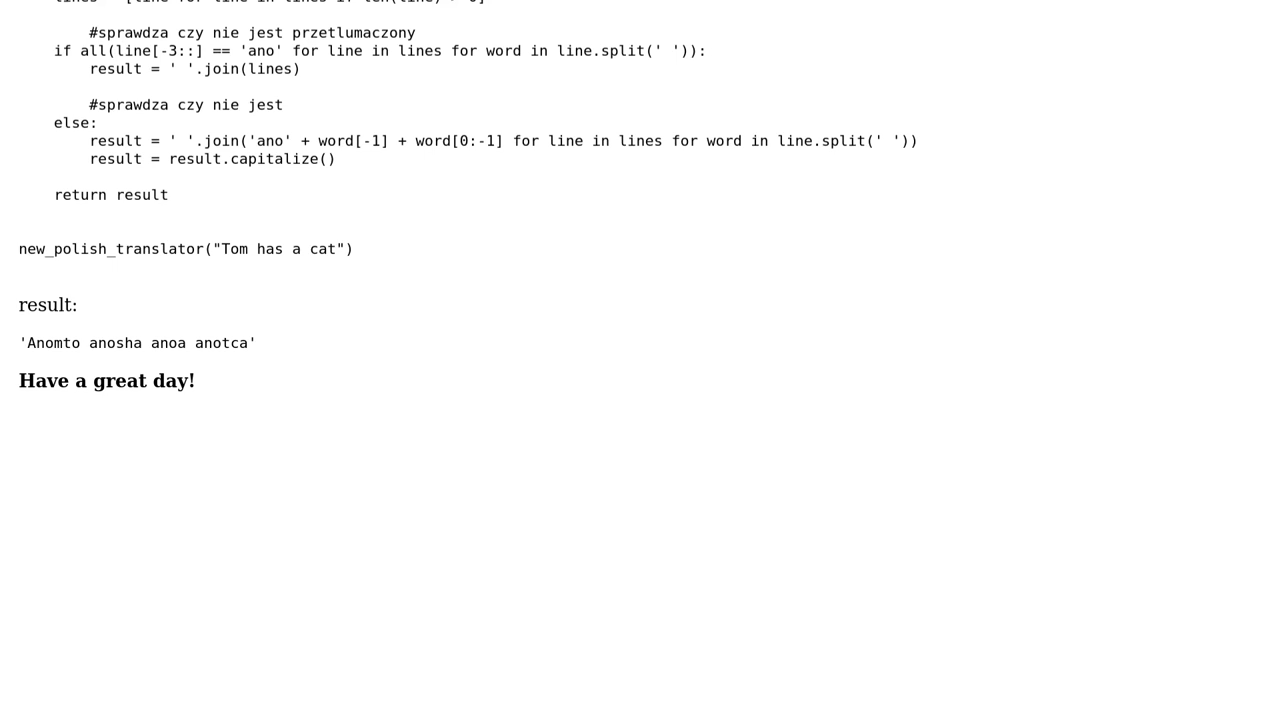 #sprawdza czy nie jest przetlumaczony
if all(line[-3::] == 'ano' for line in lines for word in line.split(' ')):
result = ' '.join(lines)
#sprawdza czy nie jest
else:
result = ' '.join('ano' + word[-1] + word[0:-1] for line in lines for word in line.split(' '))
result = result.capitalize()
return result
new_polish_translator("Tom has a cat")
result:
'Anomto anosha anoa anotca'
Have a great day!